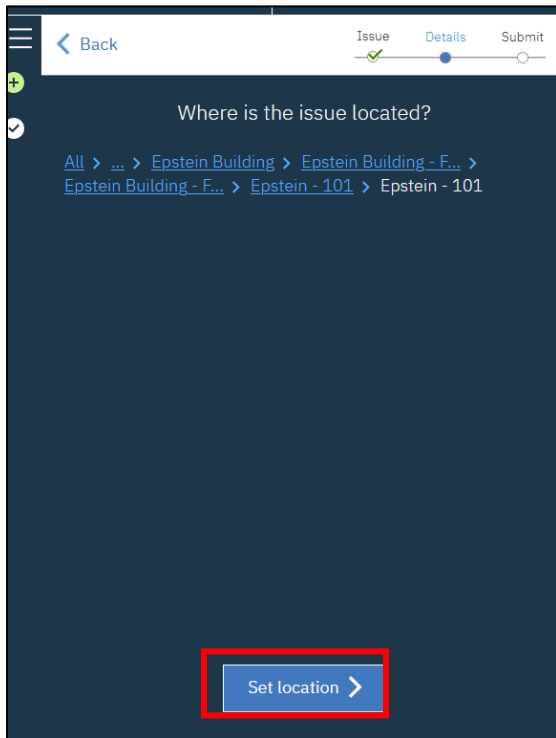 Back
Issue Details Submit
Where is the issue located?
All > ... > Epstein Building > Epstein Building - F... >
Epstein Building - F... > Epstein - 101 > Epstein - 101
Set location >